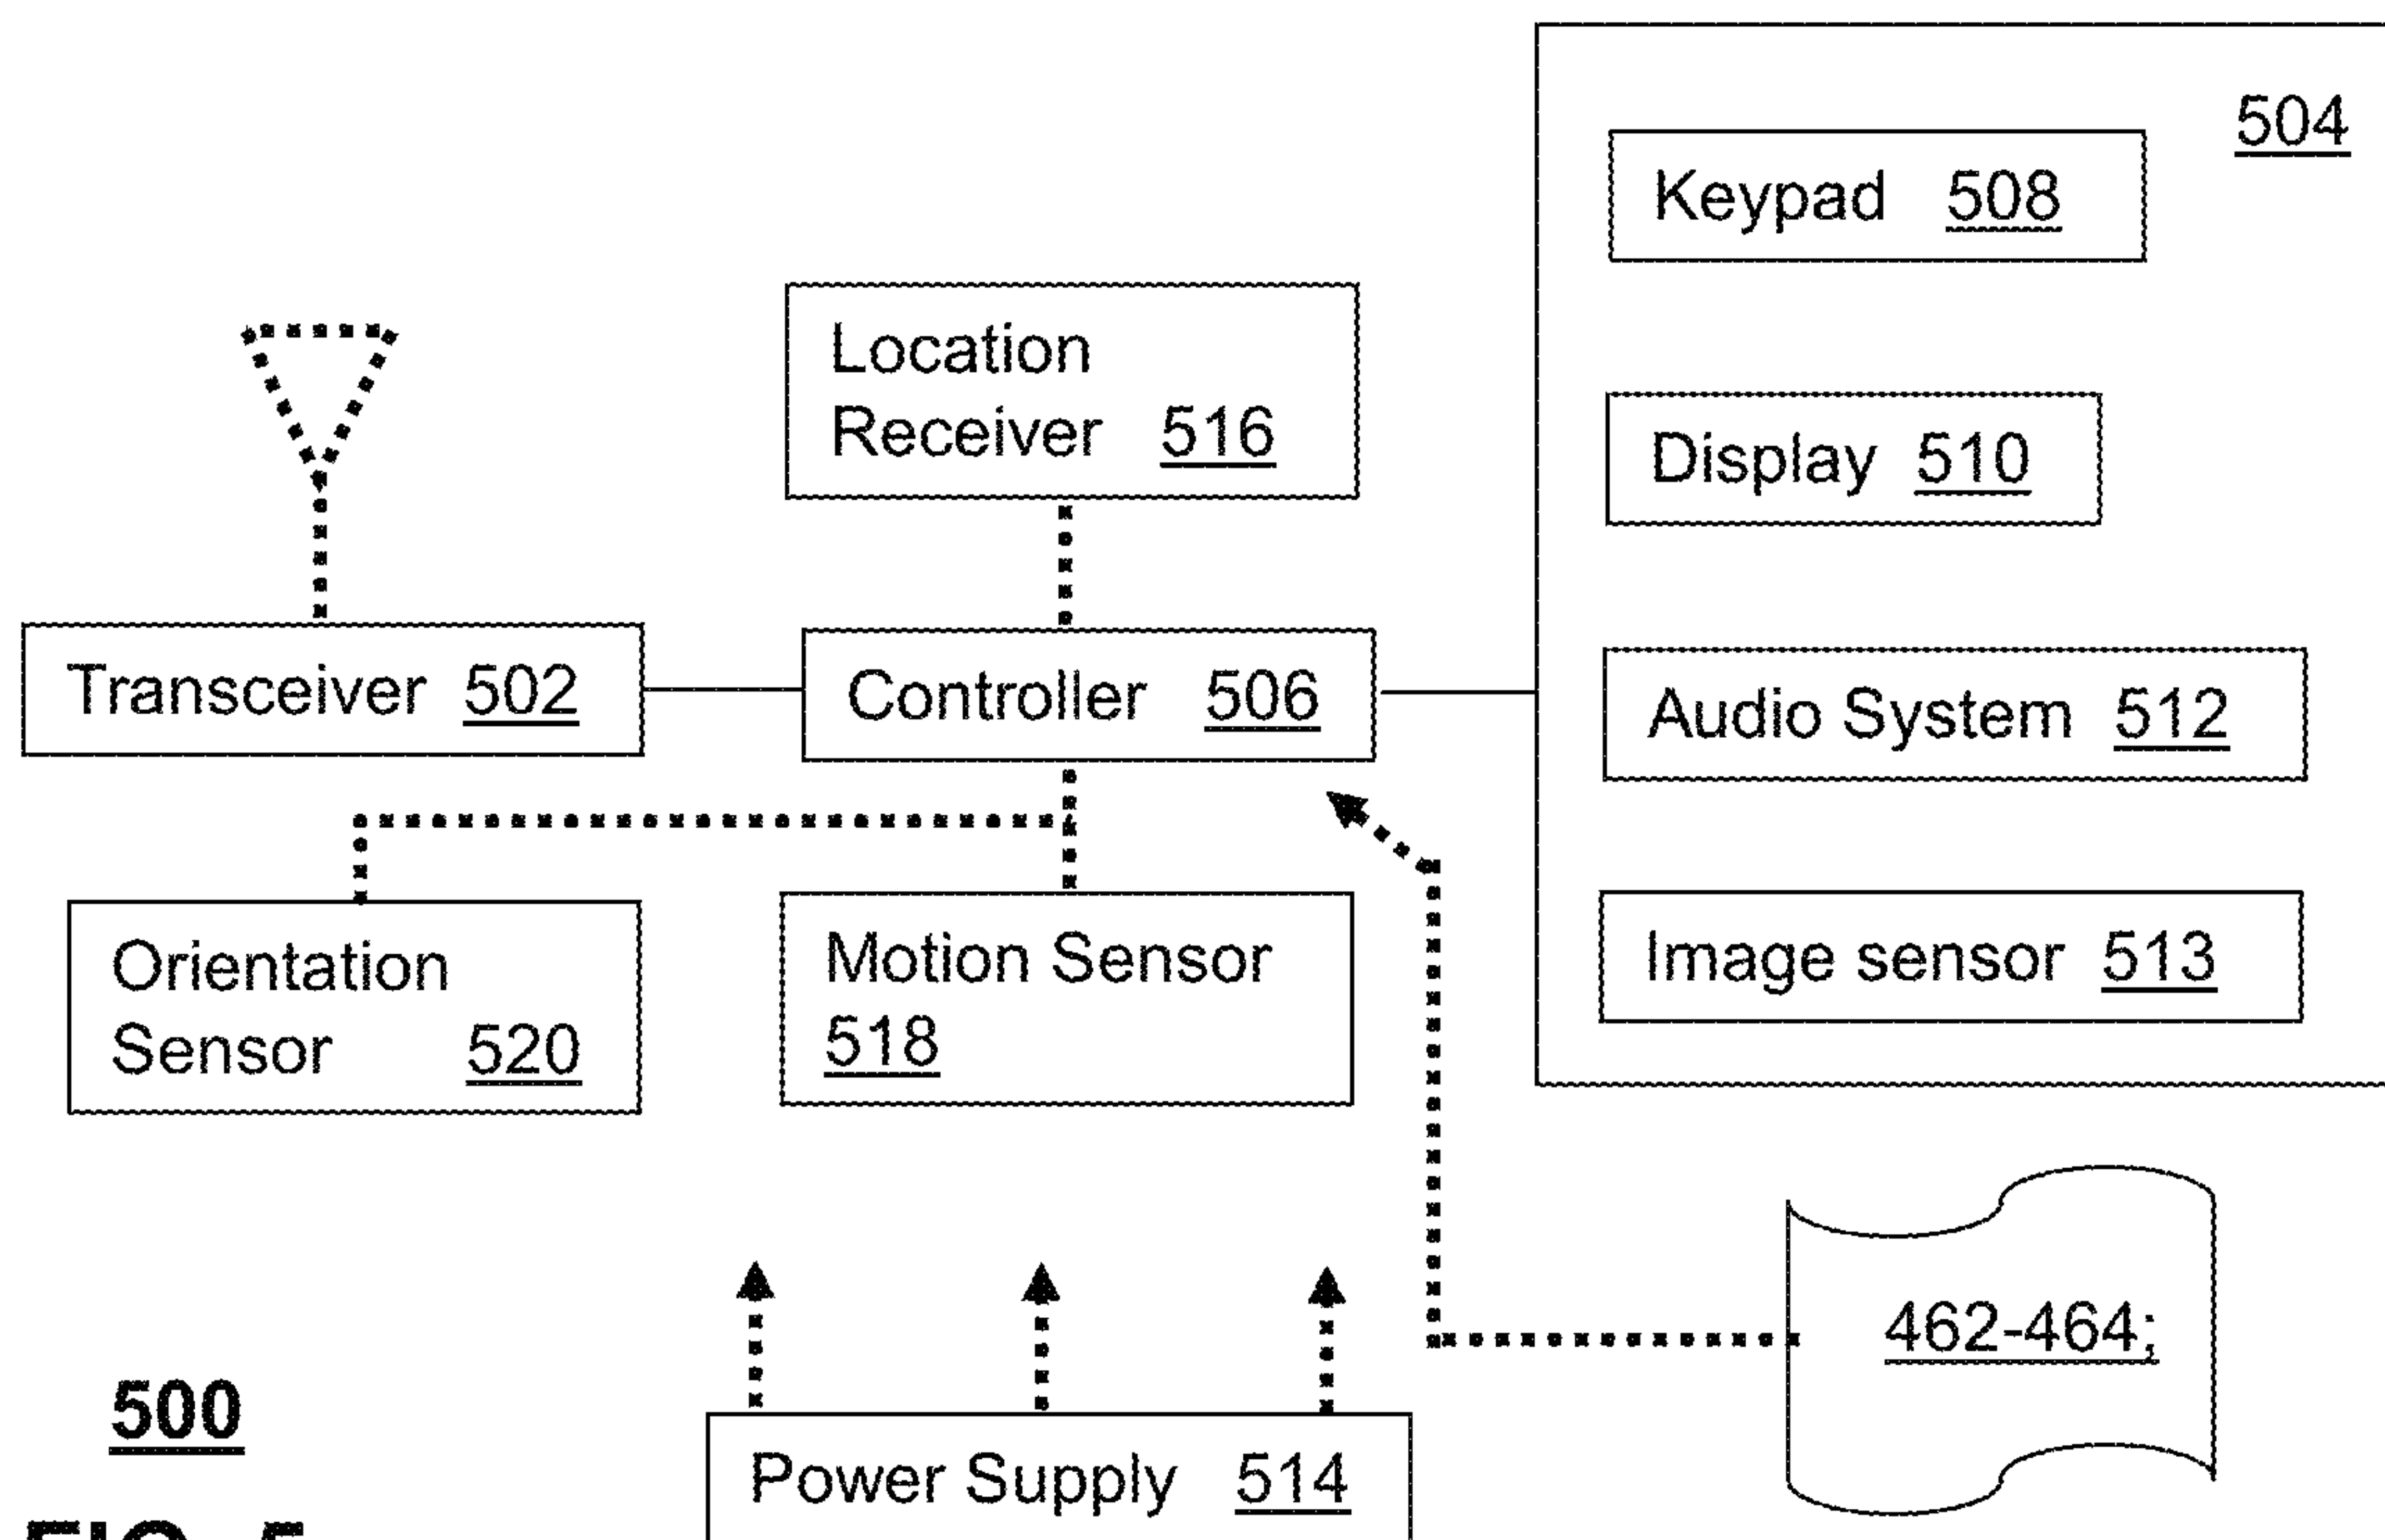 504
Keypad 508
Location
Receiver 516
Display 510
Transceiver 502
Controller 506
Audio System 512
Orientation
Sensor 520
Motion Sensor
518
Image sensor 513
462-464;
500
Power Supply 514